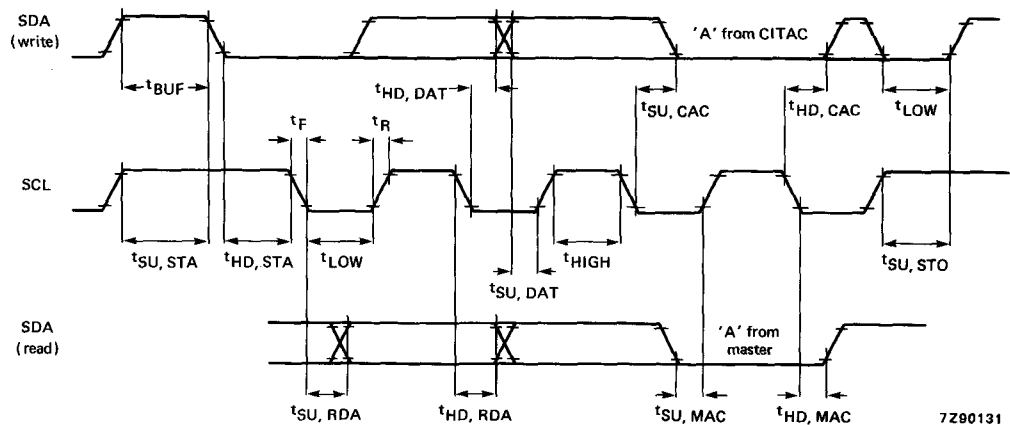 SDA
(write)
'A' from CITAC
tBUF
tHD, DAT
tSU, CAC
tHD, CAC
tLOW
tF
tR
SCL
tSU, STA
tHD, STA
tLOW
tHIGH
tSU, DAT
tSU, STO
SDA
(read)
'A' from
master
tSU, RDA
tHD, RDA
tSU, MAC
tHD, MAC
7Z90131